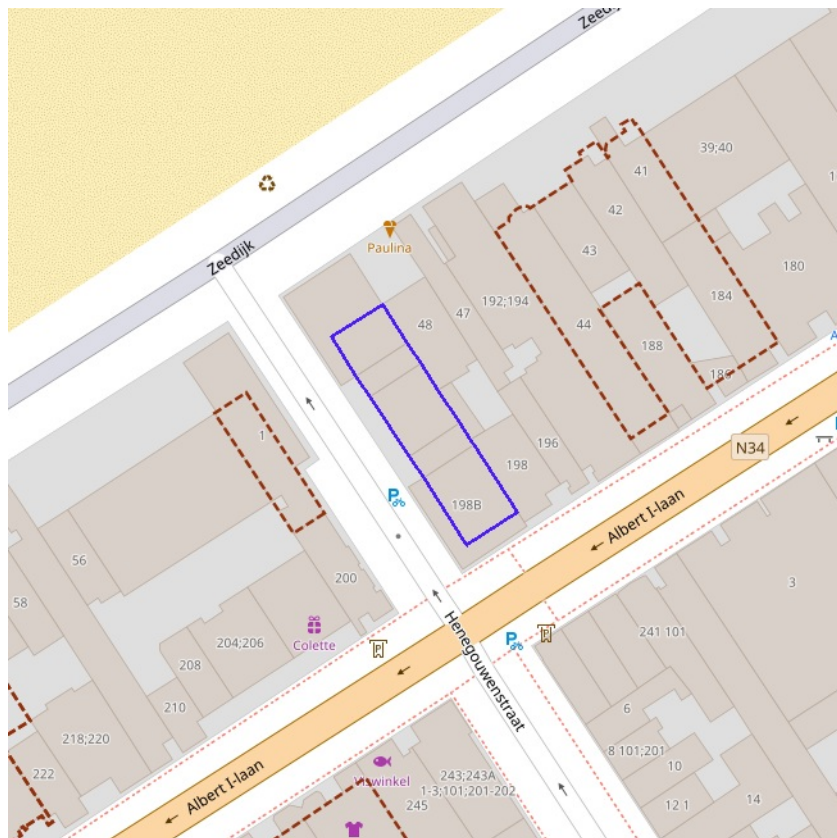 Zeedijk
39;40
41
42
43
44
180
184
186
188
192;194
47
48
Paulina
Zeedijk
N34
Albert I-laan
196
198
198B
1
200
56
58
Colette
204;206
208
210
218;220
222
Henegouwenstraat
3
241 101
6
8 101;201
10
12 1
14
Albert I-laan
Viswinkel
243;243A
1-3;101;201-202
245